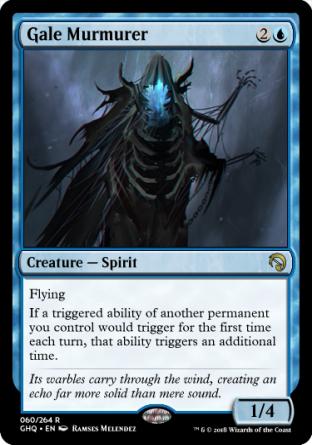 Gale Murmurer 2
Creature — Spirit
Flying
If a triggered ability of another permanent
you control would trigger for the first time
each turn, that ability triggers an additional
time.
Its warbles carry through the wind, creating an
echo far more solid than mere sound.
1/4
060/264 R
GHQ • EN Ramses Melendez
™ & © 2018 Wizards of the Coast